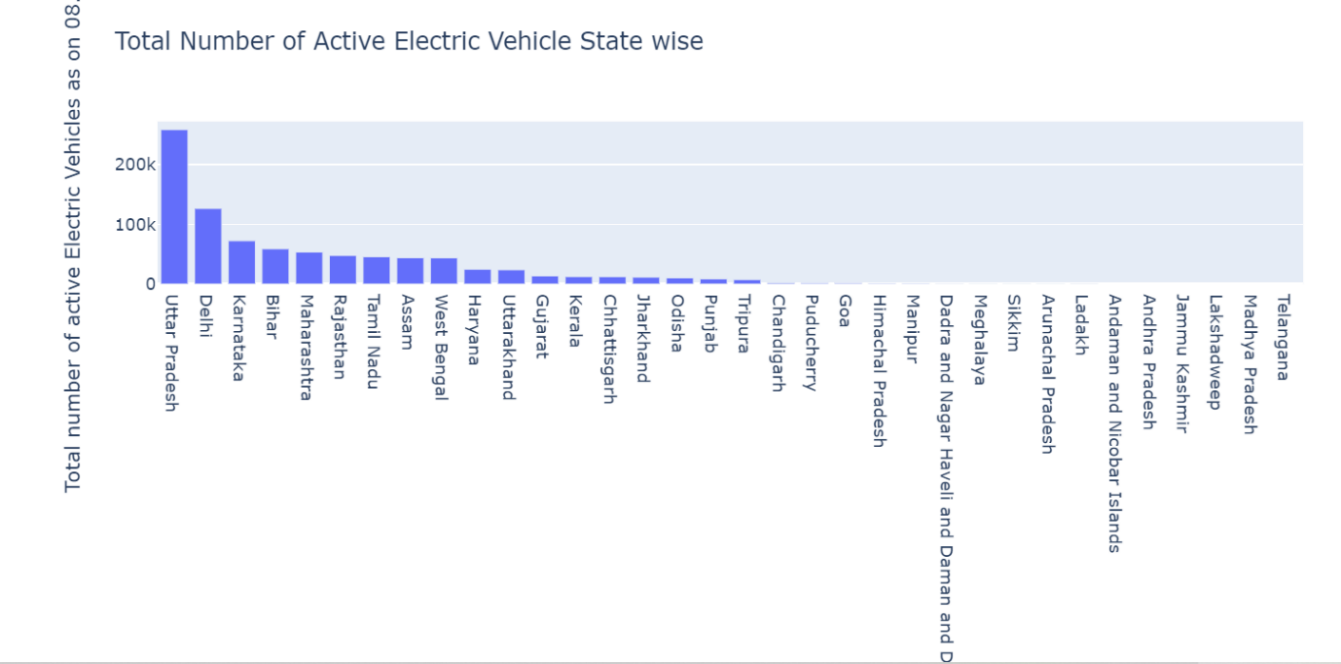 Total Number of Active Electric Vehicle State wise
Total number of active Electric Vehicles as on 08.
200k
100k
0
Uttar Pradesh
Delhi
Karnataka
Bihar
Maharashtra
Rajasthan
Tamil Nadu
Assam
West Bengal
Haryana
Uttarakhand
Gujarat
Kerala
Chhattisgarh
Jharkhand
Odisha
Punjab
Tripura
Chandigarh
Puducherry
Goa
Himachal Pradesh
Manipur
Dadra and Nagar Haveli and Daman and D
Meghalaya
Sikkim
Arunachal Pradesh
Ladakh
Andaman and Nicobar Islands
Andhra Pradesh
Jammu Kashmir
Lakshadweep
Madhya Pradesh
Telangana